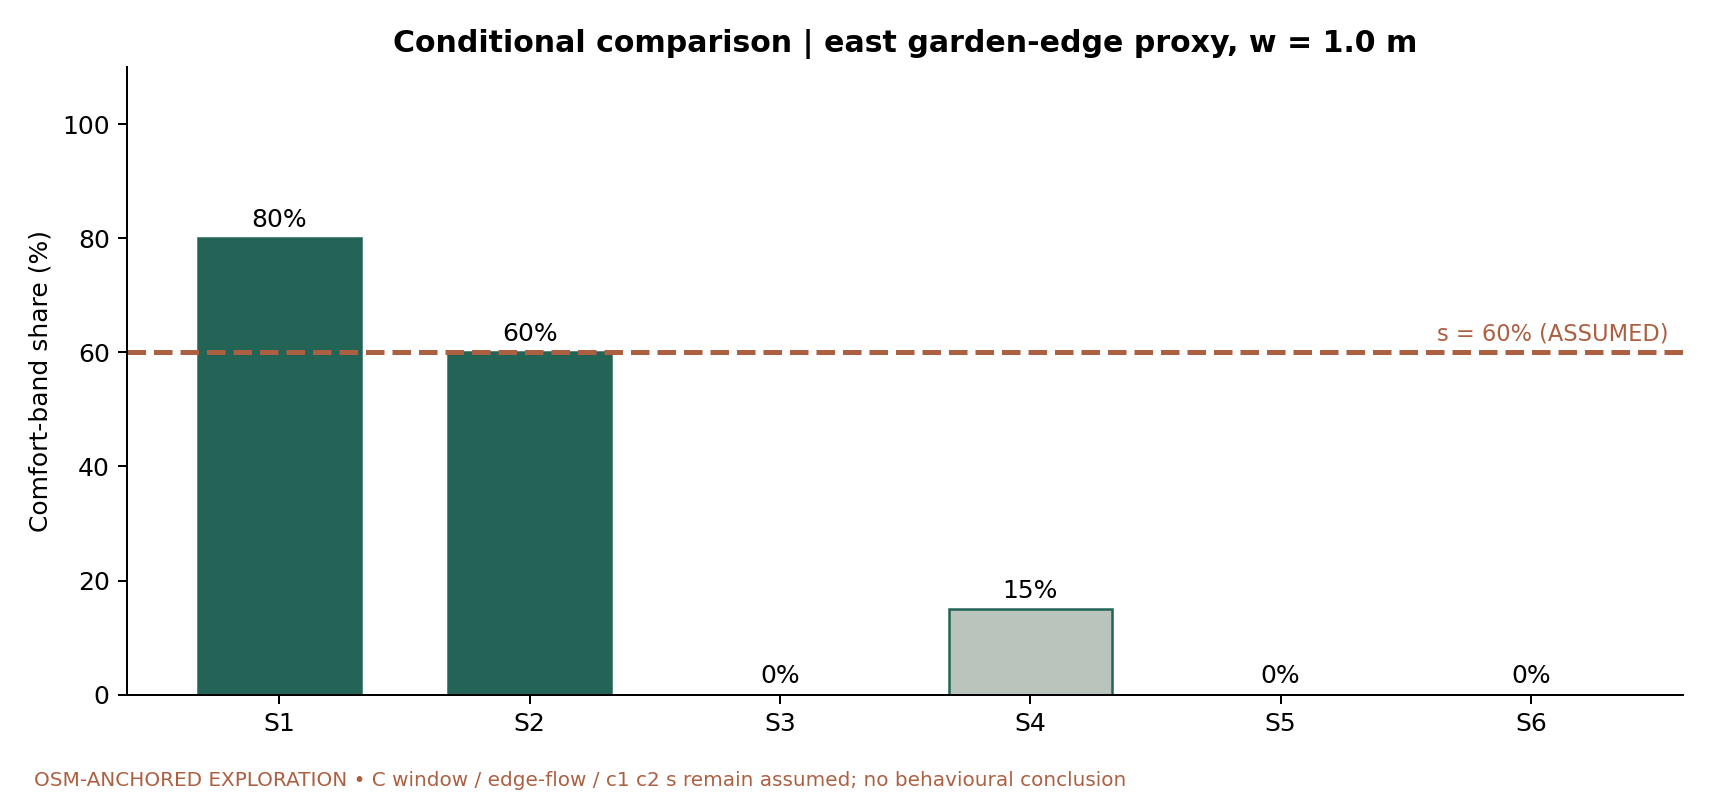 Conditional comparison | east garden-edge proxy, w = 1.0 m
Comfort-band share (%)
100
80
60
40
20
0
80%
60%
0%
15%
0%
0%
s = 60% (ASSUMED)
S1 S2 S3 S4 S5 S6
OSM-ANCHORED EXPLORATION • C window / edge-flow / c1 c2 s remain assumed; no behavioural conclusion